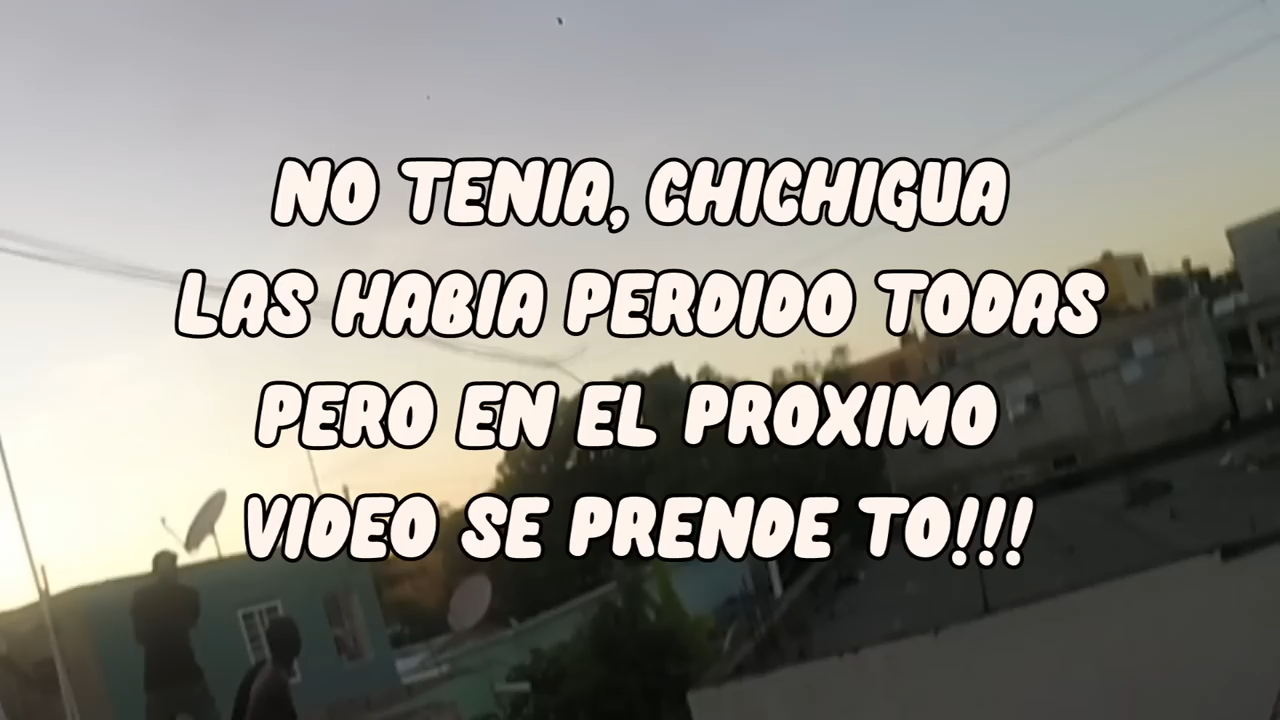 NO TENIA, CHICHIGUA
LAS HABIA PERDIDO TODAS
PERO EN EL PROXIMO
VIDEO SE PRENDE TO!!!